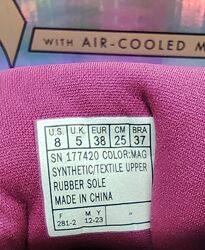 WITH AIR-COOLED M
U.S. U.K EUR CM BRA
8 5 38 25 37
SN 177420 COLOR:MAG
SYNTHETIC/TEXTILE UPPER
RUBBER SOLE
MADE IN CHINA
F M Y
281-2 12-23